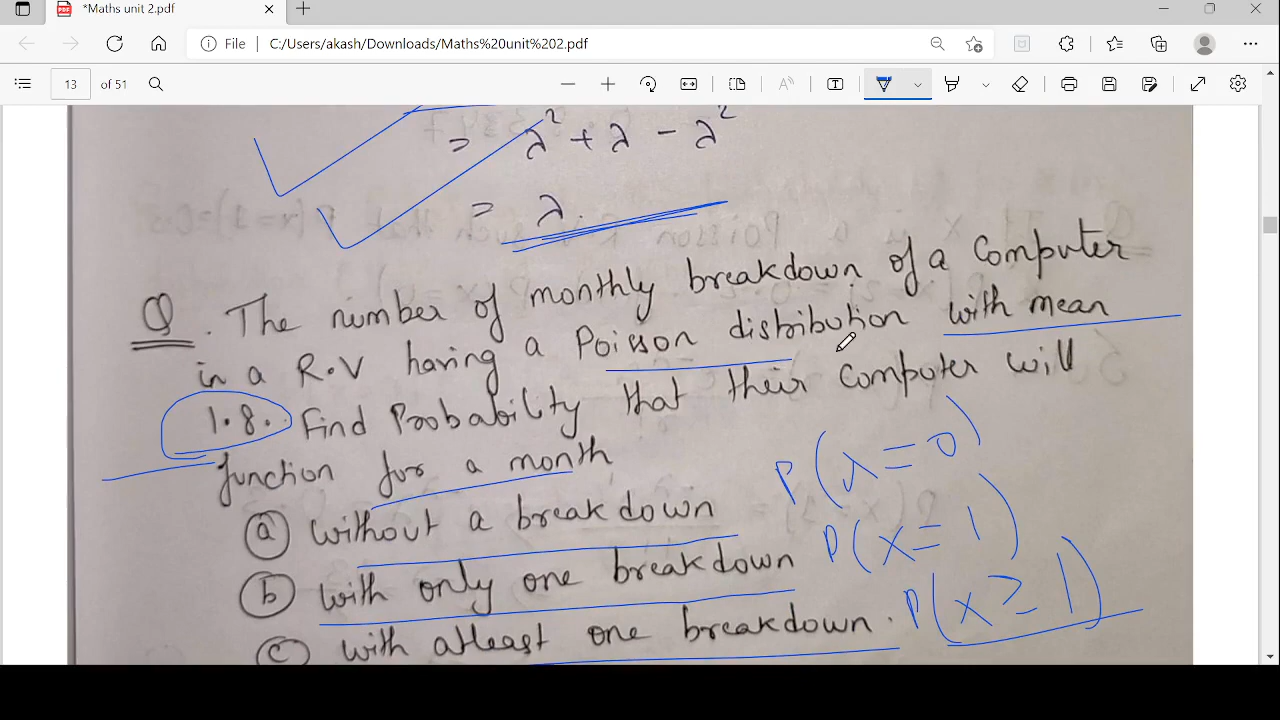 *Maths unit 2.pdf
File
C:/Users/akash/Downloads/Maths%20unit%202.pdf
13 of 51
= λ² + λ - λ²
= λ.
Q. The number of monthly breakdown of a Computer
in a R.V having a Poisson distribution with mean
1.8. Find Probability that their Computer will
function for a month
P(x=0)
(a) without a breakdown
P(x=1)
(b) with only one breakdown
P(x≥1)
(c) with atleast one breakdown.